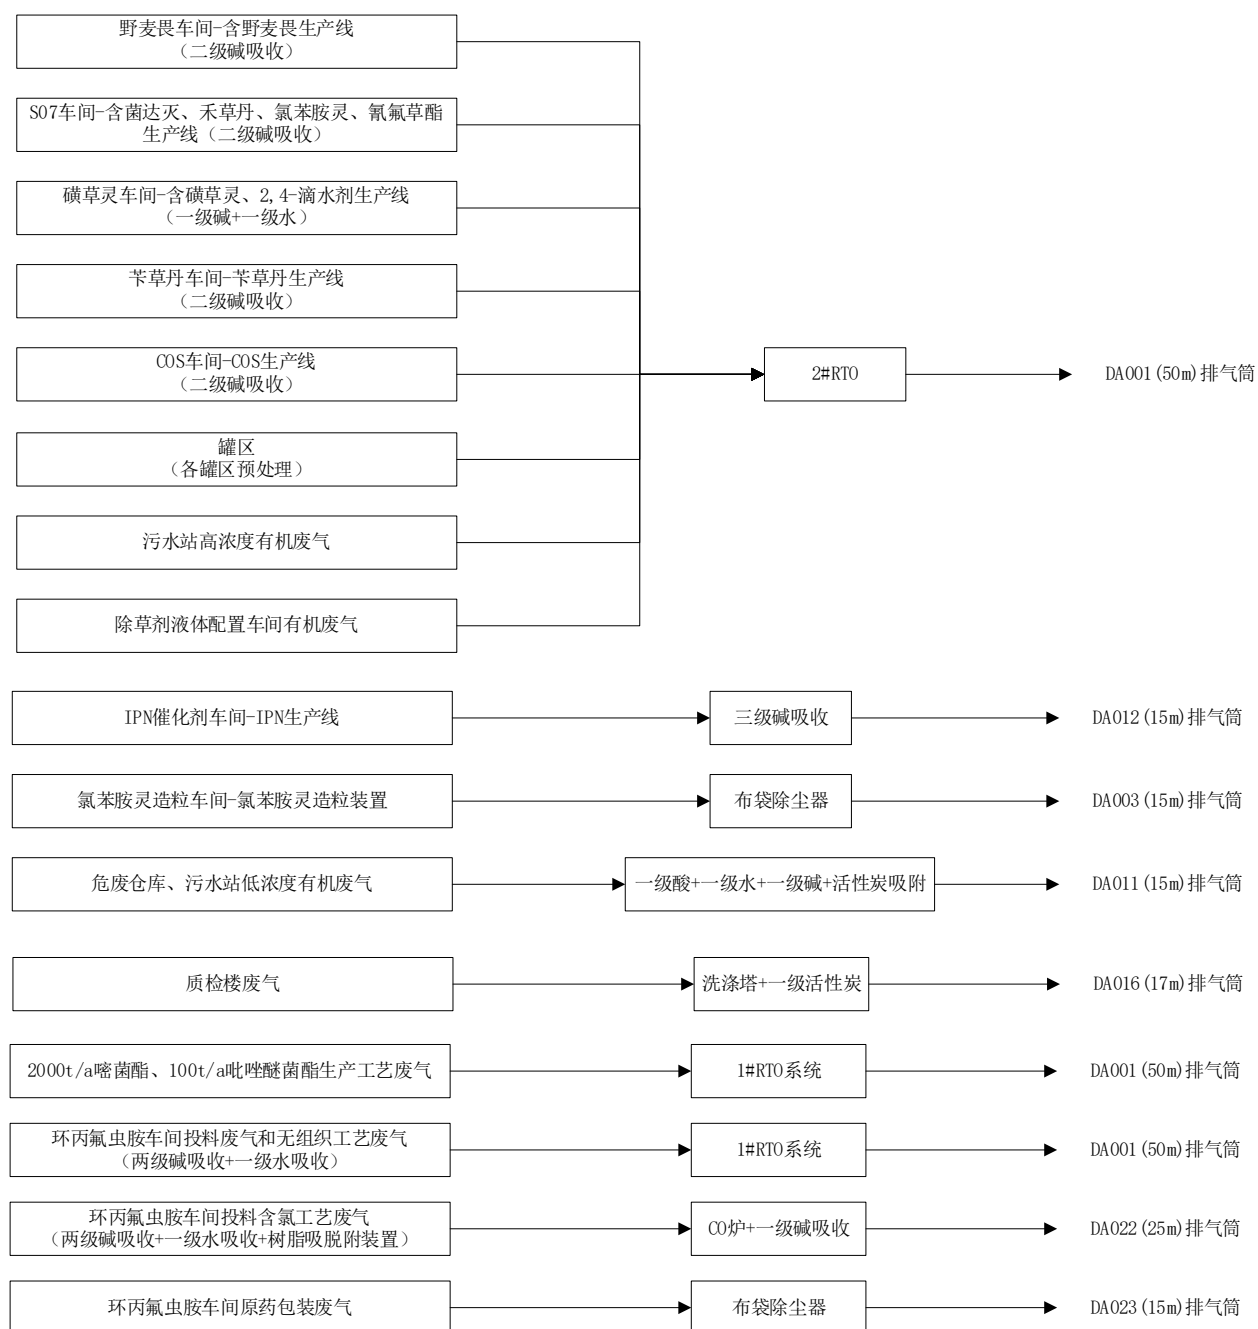 野麦畏车间-含野麦畏生产线
（二级碱吸收）
S07车间-含菌达灭、禾草丹、氯苯胺灵、氰氟草酯
生产线（二级碱吸收）
磺草灵车间-含磺草灵、2,4-滴水剂生产线
（一级碱+一级水）
苄草丹车间-苄草丹生产线
（二级碱吸收）
COS车间-COS生产线
（二级碱吸收）
2#RTO
DA001(50m)排气筒
罐区
（各罐区预处理）
污水站高浓度有机废气
除草剂液体配置车间有机废气
IPN催化剂车间-IPN生产线
三级碱吸收
DA012(15m)排气筒
氯苯胺灵造粒车间-氯苯胺灵造粒装置
布袋除尘器
DA003(15m)排气筒
危废仓库、污水站低浓度有机废气
一级酸+一级水+一级碱+活性炭吸附
DA011(15m)排气筒
质检楼废气
洗涤塔+一级活性炭
DA016(17m)排气筒
2000t/a嘧菌酯、100t/a吡唑醚菌酯生产工艺废气
1#RTO系统
DA001(50m)排气筒
环丙氟虫胺车间投料废气和无组织工艺废气
（两级碱吸收+一级水吸收）
1#RTO系统
DA001(50m)排气筒
环丙氟虫胺车间投料含氯工艺废气
（两级碱吸收+一级水吸收+树脂吸脱附装置）
CO炉+一级碱吸收
DA022(25m)排气筒
环丙氟虫胺车间原药包装废气
布袋除尘器
DA023(15m)排气筒